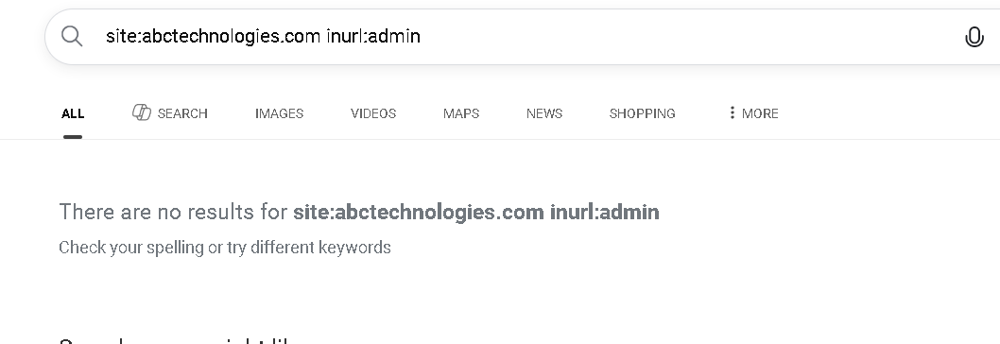 site:abctechnologies.com inurl:admin
ALL SEARCH IMAGES VIDEOS MAPS NEWS SHOPPING MORE
There are no results for site:abctechnologies.com inurl:admin
Check your spelling or try different keywords